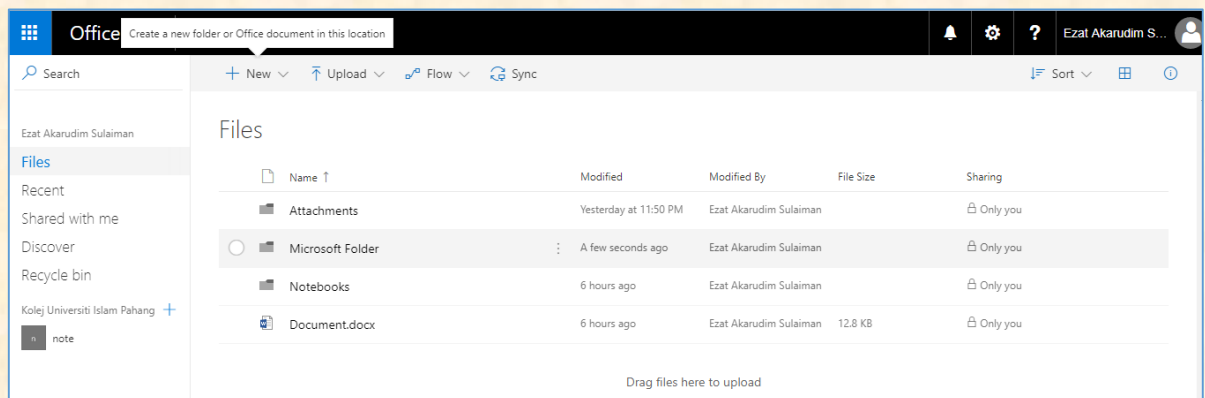 Office
Create a new folder or Office document in this location
? Ezat Akarudim S...
Search
+ New Upload Flow Sync Sort
Ezat Akarudim Sulaiman
Files
Recent
Shared with me
Discover
Recycle bin
Kolej Universiti Islam Pahang +
n note
Files
Name ↑ Modified Modified By File Size Sharing
Attachments Yesterday at 11:50 PM Ezat Akarudim Sulaiman Only you
Microsoft Folder A few seconds ago Ezat Akarudim Sulaiman Only you
Notebooks 6 hours ago Ezat Akarudim Sulaiman Only you
Document.docx 6 hours ago Ezat Akarudim Sulaiman 12.8 KB Only you
Drag files here to upload